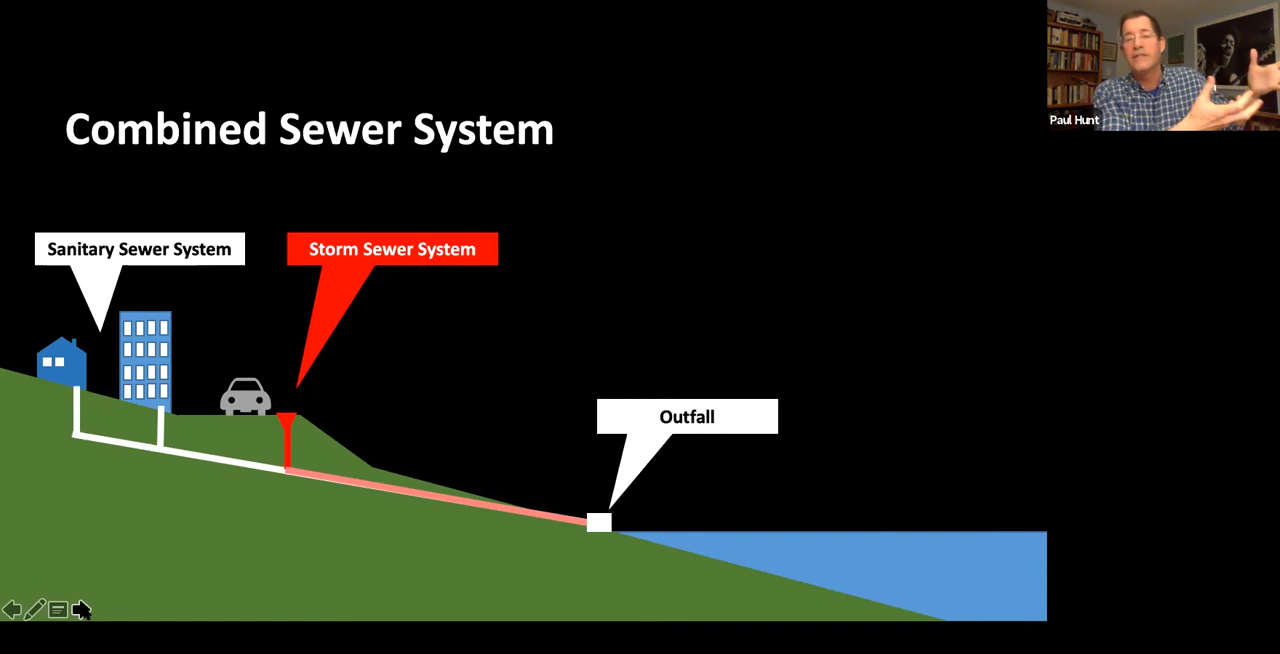 Combined Sewer System
Sanitary Sewer System
Storm Sewer System
Outfall
Paul Hunt